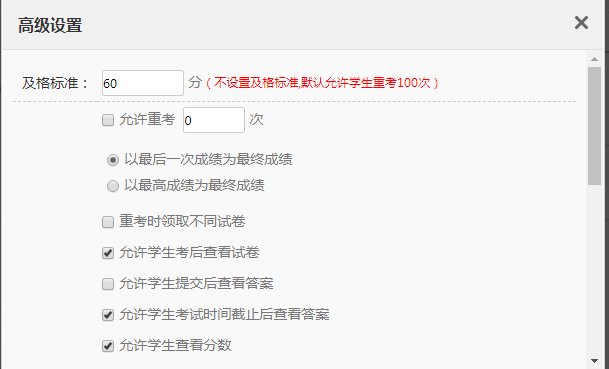 高级设置
及格标准： 60 分（不设置及格标准,默认允许学生重考100次）
允许重考 0 次
以最后一次成绩为最终成绩
以最高成绩为最终成绩
重考时领取不同试卷
允许学生考后查看试卷
允许学生提交后查看答案
允许学生考试时间截止后查看答案
允许学生查看分数